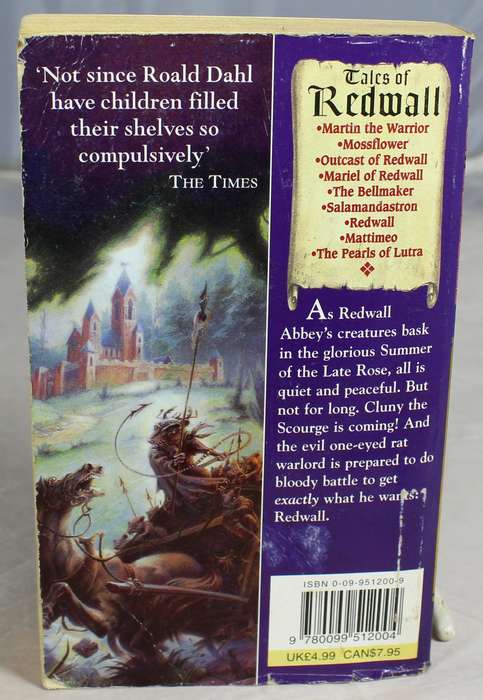 'Not since Roald Dahl
have children filled
their shelves so
compulsively'
THE TIMES
Tales of
Redwall
•Martin the Warrior
•Mossflower
•Outcast of Redwall
•Mariel of Redwall
•The Bellmaker
•Salamandastron
•Redwall
•Mattimeo
•The Pearls of Lutra
As Redwall
Abbey's creatures bask
in the glorious Summer
of the Late Rose, all is
quiet and peaceful. But
not for long. Cluny the
Scourge is coming! And
the evil one-eyed rat
warlord is prepared to do
bloody battle to get
exactly what he wants:
Redwall.
ISBN 0-09-951200-9
9 780099 512004
UK£4.99 CAN$7.95